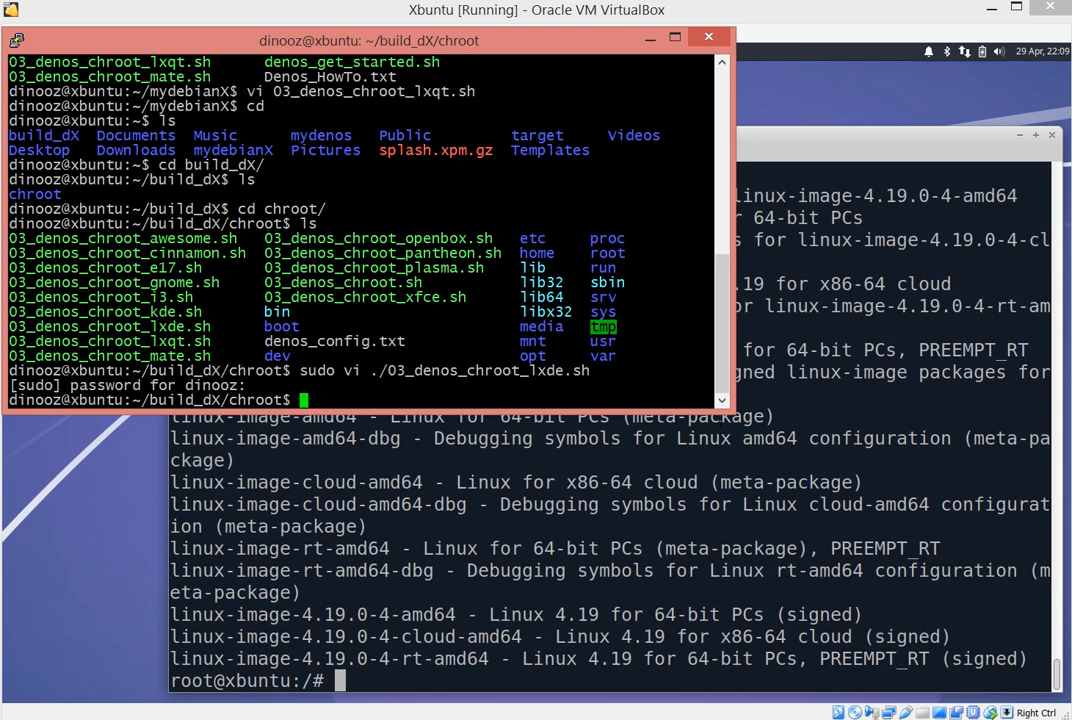 Xbuntu [Running] - Oracle VM VirtualBox
dinooz@xbuntu: ~/build_dX/chroot
29 Apr, 22:09
03_denos_chroot_lxqt.sh denos_get_started.sh
03_denos_chroot_mate.sh Denos_HowTo.txt
dinooz@xbuntu:~/mydebianX$ vi 03_denos_chroot_lxqt.sh
dinooz@xbuntu:~/mydebianX$ cd
dinooz@xbuntu:~$ ls
build_dX Documents Music mydenos Public target Videos
Desktop Downloads mydebianX Pictures splash.xpm.gz Templates
dinooz@xbuntu:~$ cd build_dX/
dinooz@xbuntu:~/build_dX$ ls
chroot
dinooz@xbuntu:~/build_dX$ cd chroot/
dinooz@xbuntu:~/build_dX/chroot$ ls
03_denos_chroot_awesome.sh 03_denos_chroot_openbox.sh etc proc
03_denos_chroot_cinnamon.sh 03_denos_chroot_pantheon.sh home root
03_denos_chroot_e17.sh 03_denos_chroot_plasma.sh lib run
03_denos_chroot_gnome.sh 03_denos_chroot.sh lib32 sbin
03_denos_chroot_i3.sh 03_denos_chroot_xfce.sh lib64 srv
03_denos_chroot_kde.sh bin libx32 sys
03_denos_chroot_lxde.sh boot media tmp
03_denos_chroot_lxqt.sh denos_config.txt mnt usr
03_denos_chroot_mate.sh dev opt var
dinooz@xbuntu:~/build_dX/chroot$ sudo vi ./03_denos_chroot_lxde.sh
[sudo] password for dinooz:
dinooz@xbuntu:~/build_dX/chroot$
linux-image-4.19.0-4-amd64
r 64-bit PCs
s for linux-image-4.19.0-4-cl
.19 for x86-64 cloud
or linux-image-4.19.0-4-rt-am
for 64-bit PCs, PREEMPT_RT
gned linux-image packages for
linux-image-amd64 - Linux for 64-bit PCs (meta-package)
linux-image-amd64-dbg - Debugging symbols for Linux amd64 configuration (meta-pa
ckage)
linux-image-cloud-amd64 - Linux for x86-64 cloud (meta-package)
linux-image-cloud-amd64-dbg - Debugging symbols for Linux cloud-amd64 configurat
ion (meta-package)
linux-image-rt-amd64 - Linux for 64-bit PCs (meta-package), PREEMPT_RT
linux-image-rt-amd64-dbg - Debugging symbols for Linux rt-amd64 configuration (m
eta-package)
linux-image-4.19.0-4-amd64 - Linux 4.19 for 64-bit PCs (signed)
linux-image-4.19.0-4-cloud-amd64 - Linux 4.19 for x86-64 cloud (signed)
linux-image-4.19.0-4-rt-amd64 - Linux 4.19 for 64-bit PCs, PREEMPT_RT (signed)
root@xbuntu:/#
Right Ctrl